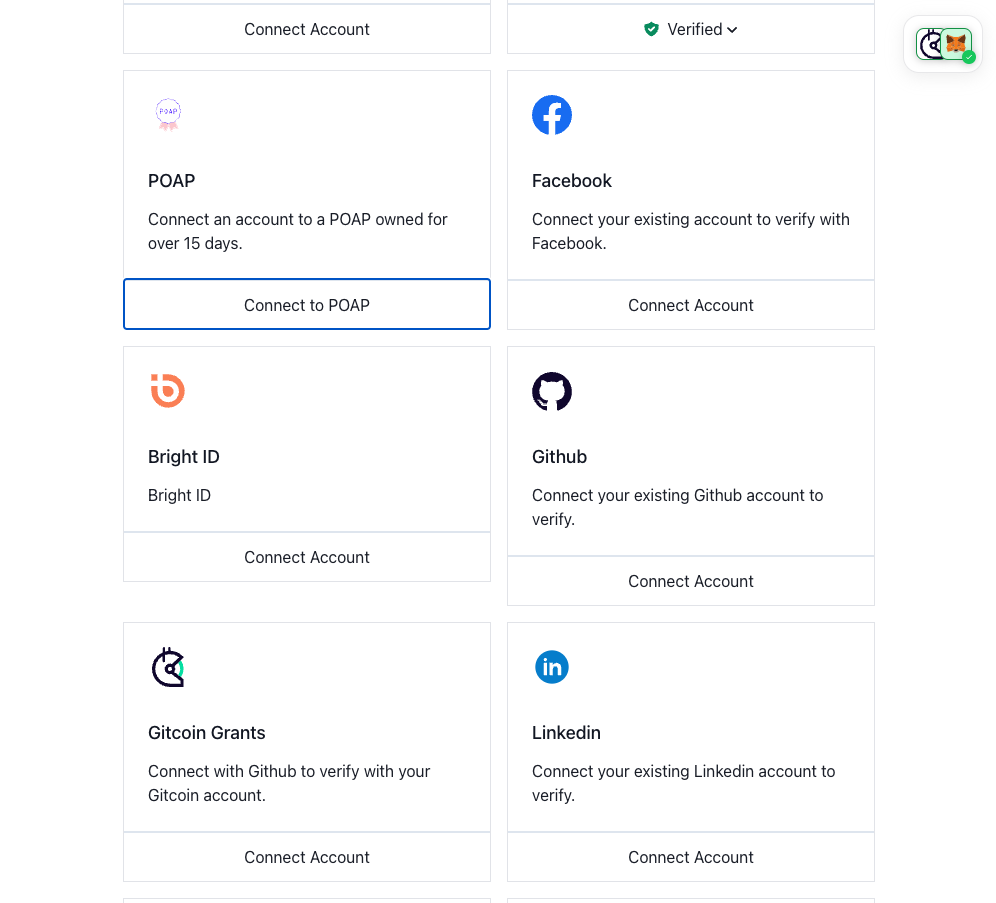 Connect Account
Verified
POAP
POAP
Connect an account to a POAP owned for
over 15 days.
Connect to POAP
Facebook
Connect your existing account to verify with
Facebook.
Connect Account
Bright ID
Bright ID
Connect Account
Github
Connect your existing Github account to
verify.
Connect Account
Gitcoin Grants
Connect with Github to verify with your
Gitcoin account.
Connect Account
in
Linkedin
Connect your existing Linkedin account to
verify.
Connect Account